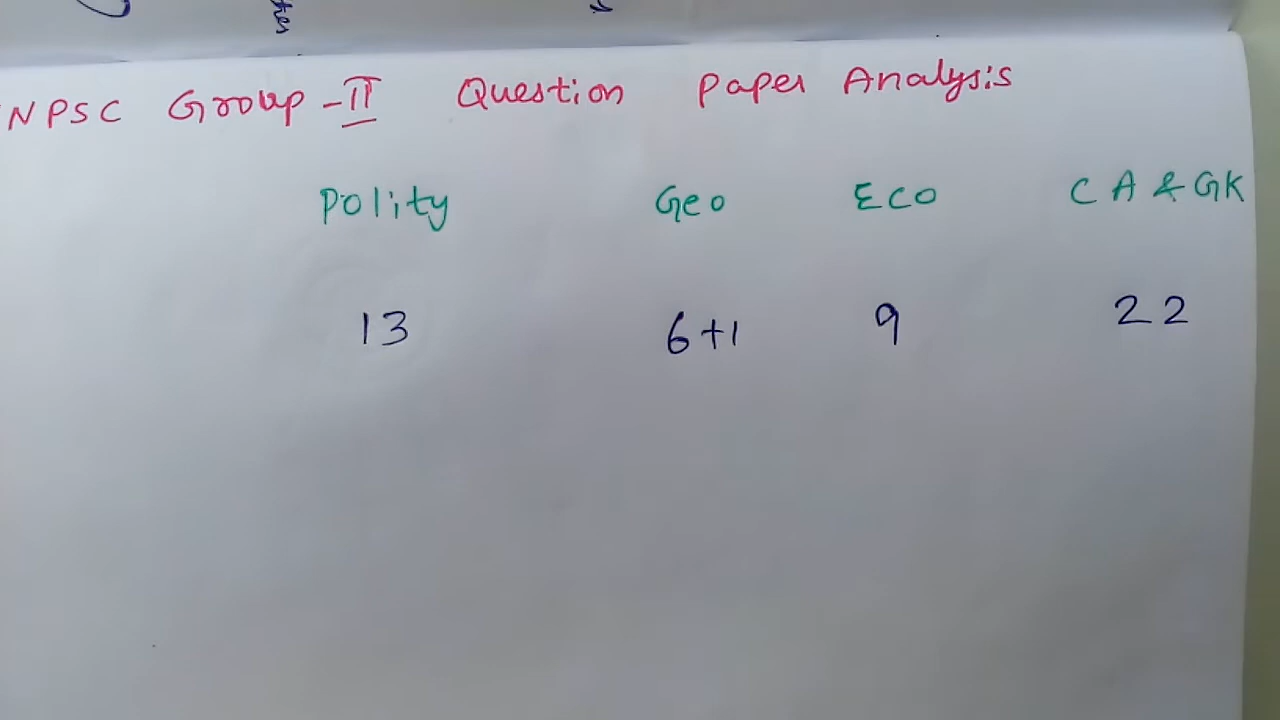 NPSC Group-II Question Paper Analysis
Polity Geo Eco CA & GK
13 6+1 9 22